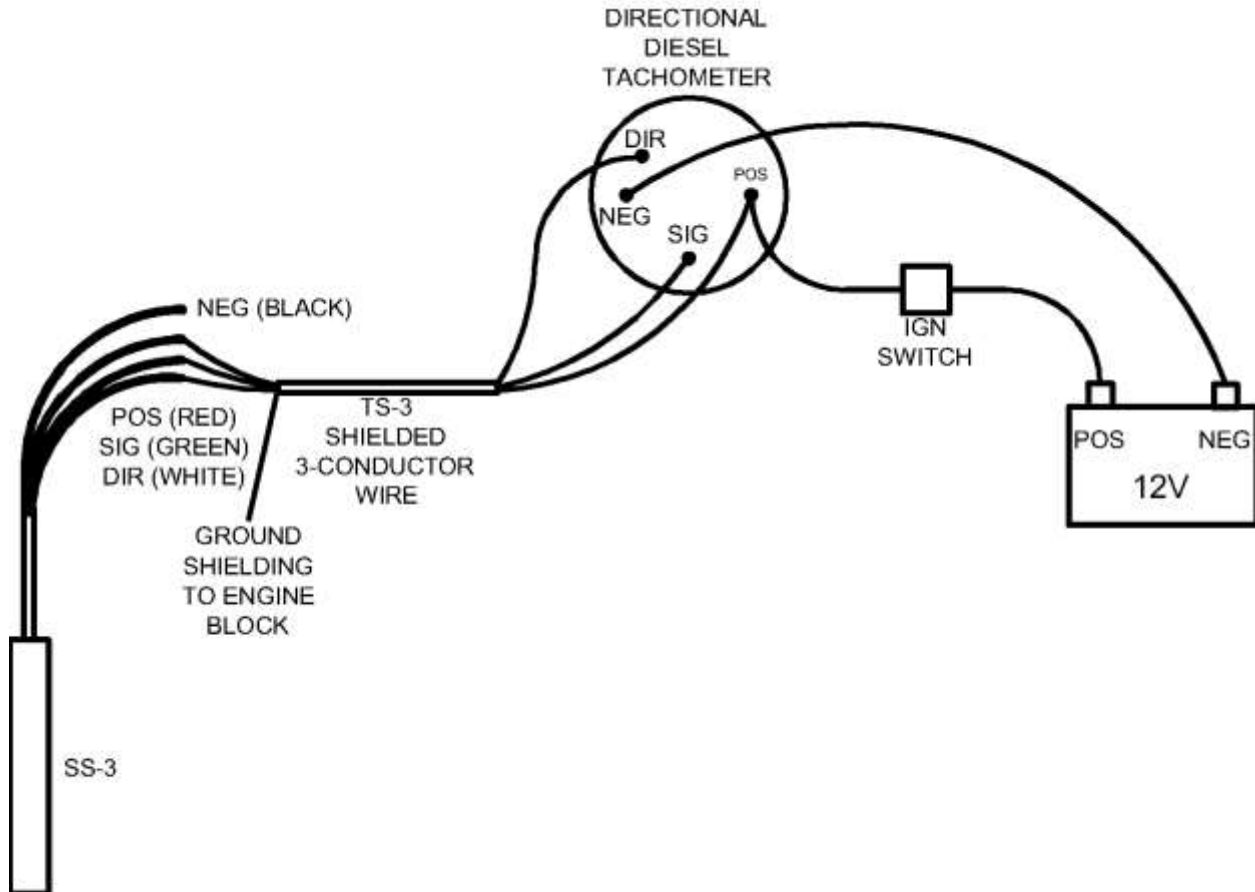 DIRECTIONAL
DIESEL
TACHOMETER
DIR
POS
NEG
SIG
NEG (BLACK)
IGN
SWITCH
POS (RED)
SIG (GREEN)
DIR (WHITE)
TS-3
SHIELDED
3-CONDUCTOR
WIRE
POS
NEG
12V
GROUND
SHIELDING
TO ENGINE
BLOCK
SS-3